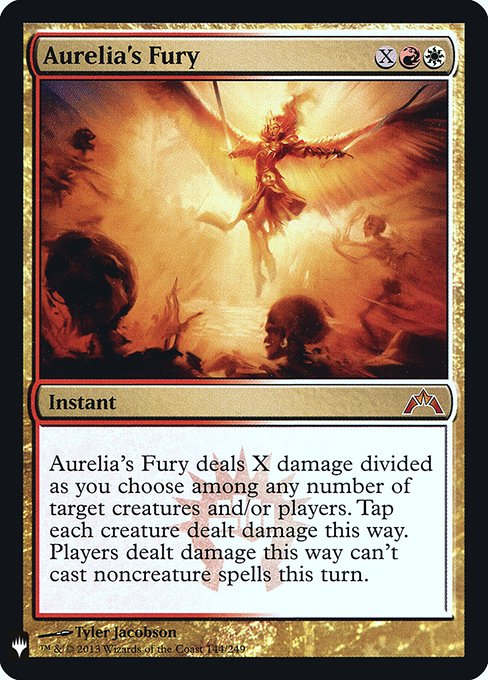 Aurelia's Fury X
Instant
Aurelia's Fury deals X damage divided
as you choose among any number of
target creatures and/or players. Tap
each creature dealt damage this way.
Players dealt damage this way can't
cast noncreature spells this turn.
Tyler Jacobson
™ & © 2013 Wizards of the Coast 144/249